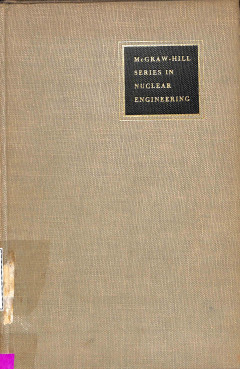 McGRAW-HILL
SERIES IN
NUCLEAR
ENGINEERING